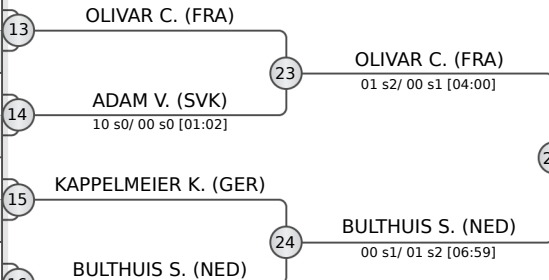 OLIVAR C. (FRA)
13
23
OLIVAR C. (FRA)
01 s2/ 00 s1 [04:00]
ADAM V. (SVK)
14
10 s0/ 00 s0 [01:02]
KAPPELMEIER K. (GER)
15
24
BULTHUIS S. (NED)
00 s1/ 01 s2 [06:59]
BULTHUIS S. (NED)